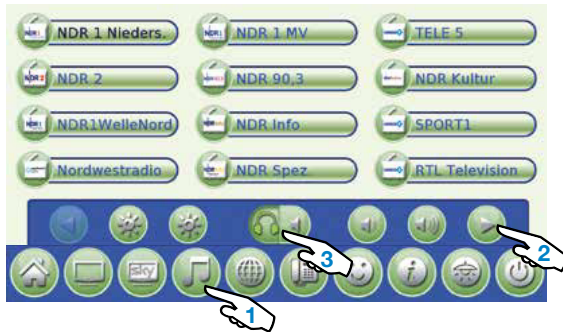 NDR 1 Nieders. NDR 1 MV TELE 5
NDR 2 NDR 90,3 NDR Kultur
NDR1WelleNord NDR Info SPORT1
Nordwestradio NDR Spez. RTL Television
sky
1
2
3